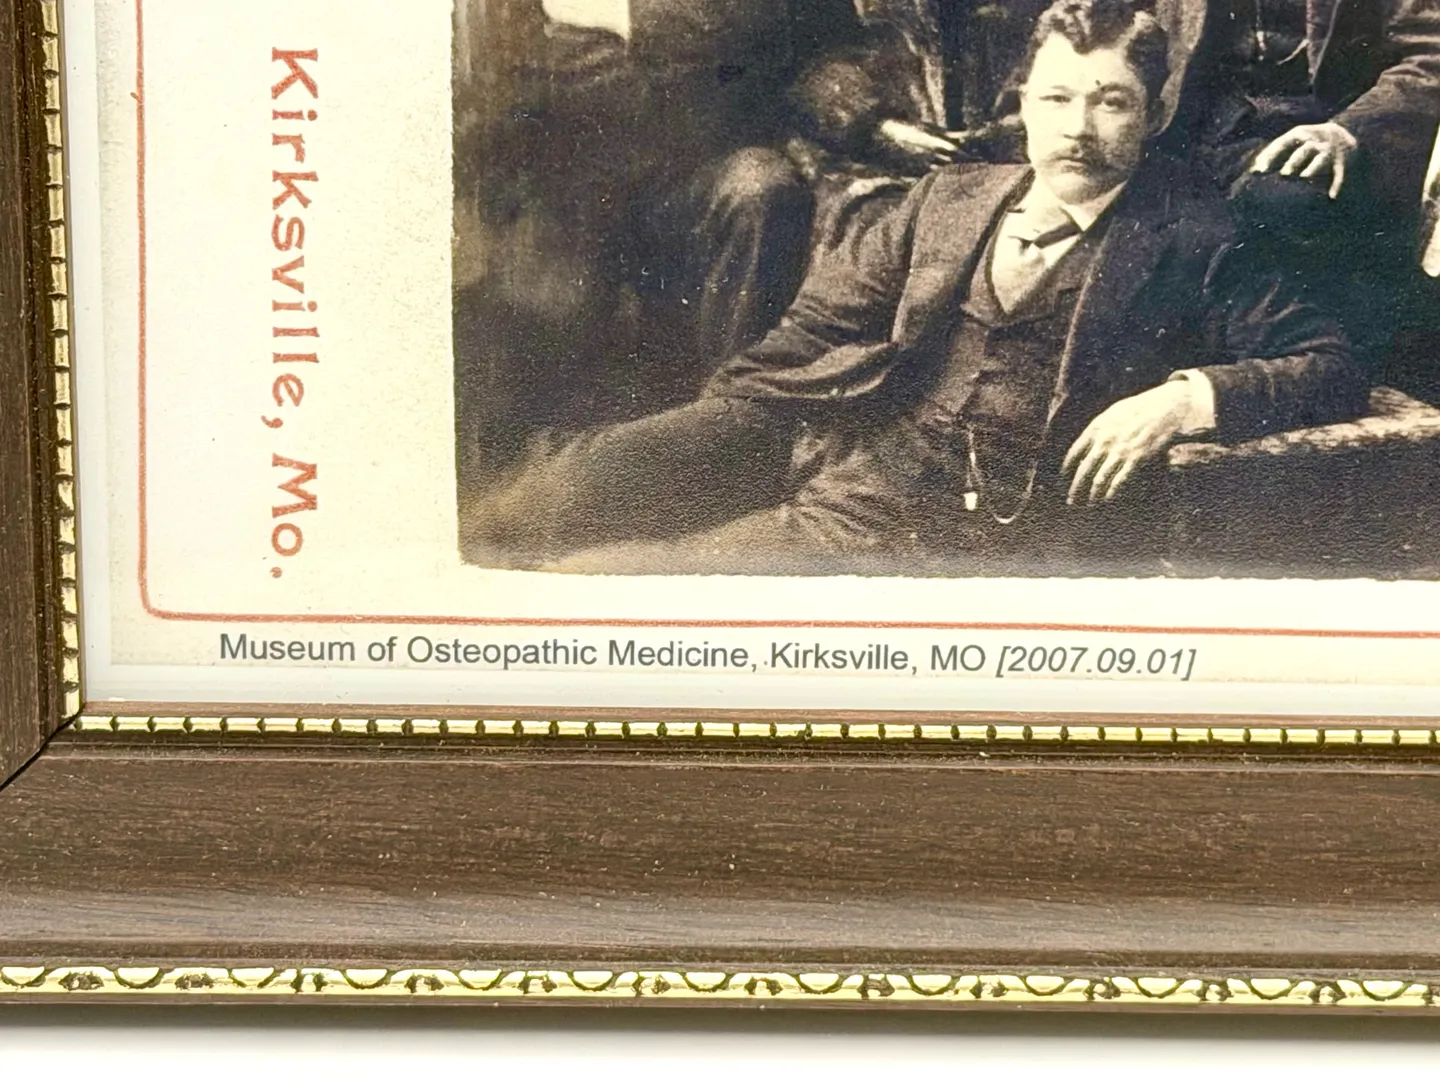 Kirksville, Mo.
Museum of Osteopathic Medicine, Kirksville, MO [2007.09.01]